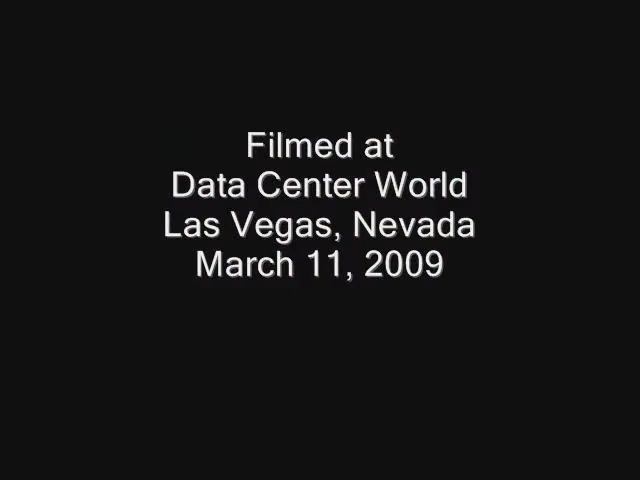 Filmed at
Data Center World
Las Vegas, Nevada
March 11, 2009